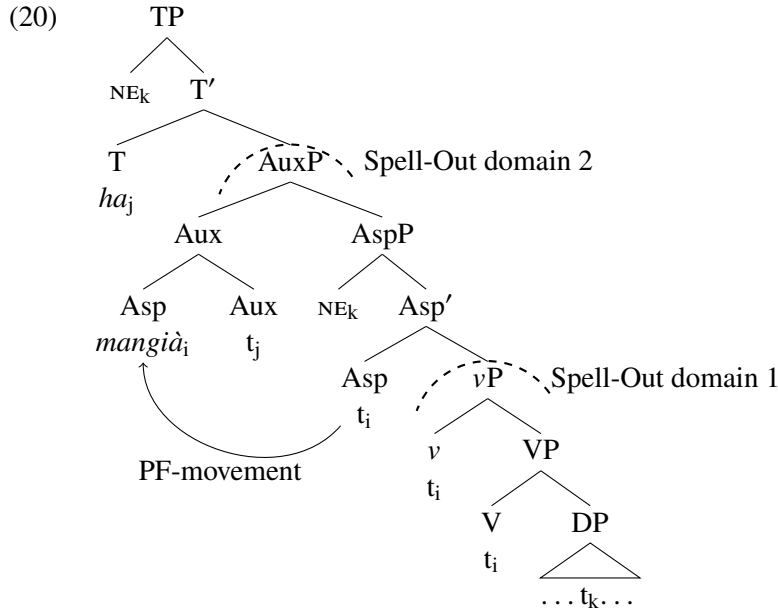 (20) TP
NEₖ T′
T AuxP Spell-Out domain 2
haⱼ
Aux AspP
Asp Aux NEₖ Asp′
mangiàᵢ tⱼ
Asp vP Spell-Out domain 1
tᵢ
PF-movement v VP
tᵢ
V DP
tᵢ
...tₖ...